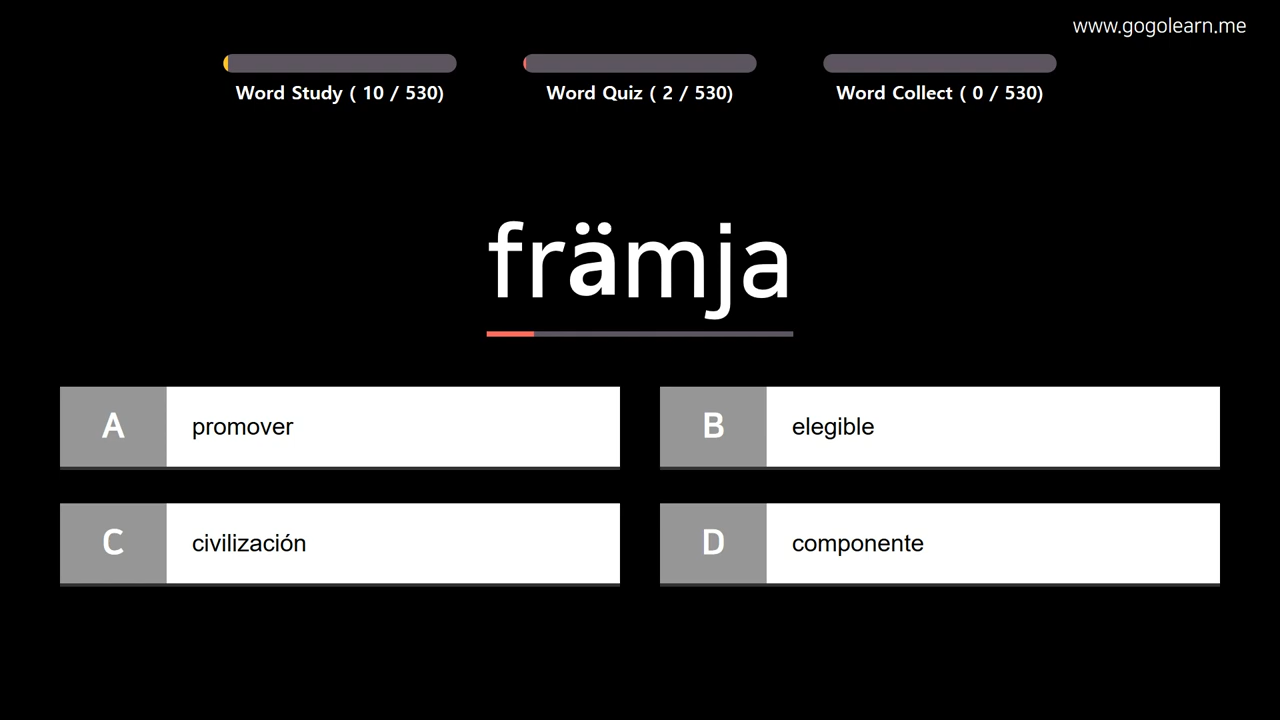 www.gogolearn.me
Word Study ( 10 / 530)
Word Quiz ( 2 / 530)
Word Collect ( 0 / 530)
främja
A promover
B elegible
C civilización
D componente